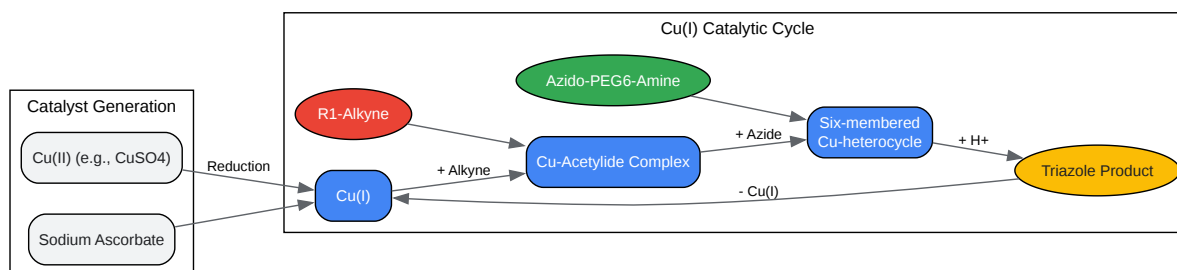 Cu(I) Catalytic Cycle
Azido-PEG6-Amine
Catalyst Generation
R1-Alkyne
Six-membered
Cu-heterocycle
+ H+
+ Azide
Cu(II) (e.g., CuSO4)
Reduction
Cu-Acetylide Complex
+ Alkyne
Triazole Product
Cu(I)
- Cu(I)
Sodium Ascorbate